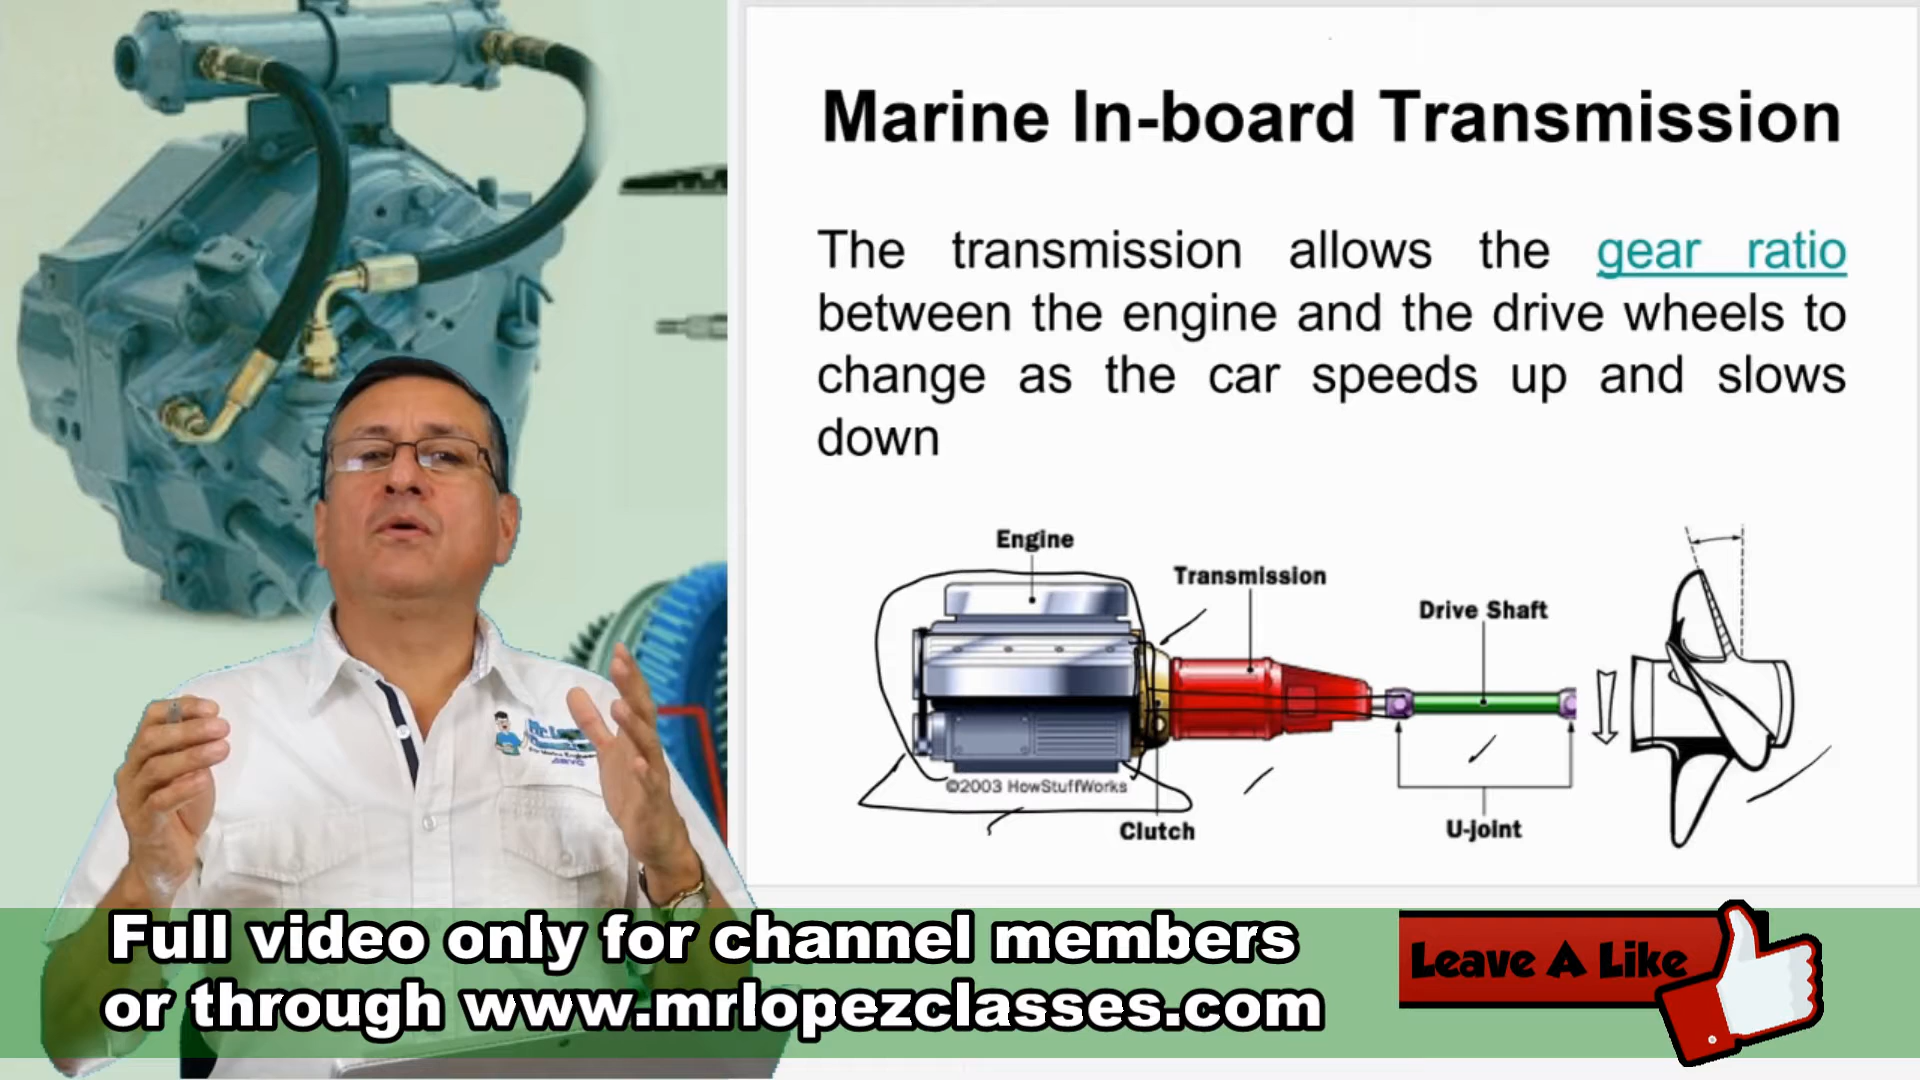 Marine In-board Transmission
The transmission allows the gear ratio
between the engine and the drive wheels to
change as the car speeds up and slows
down
Engine
Transmission
Drive Shaft
©2003 HowStuffWorks
Clutch
U-joint
Full video only for channel members
or through www.mrlopezclasses.com
Leave A Like